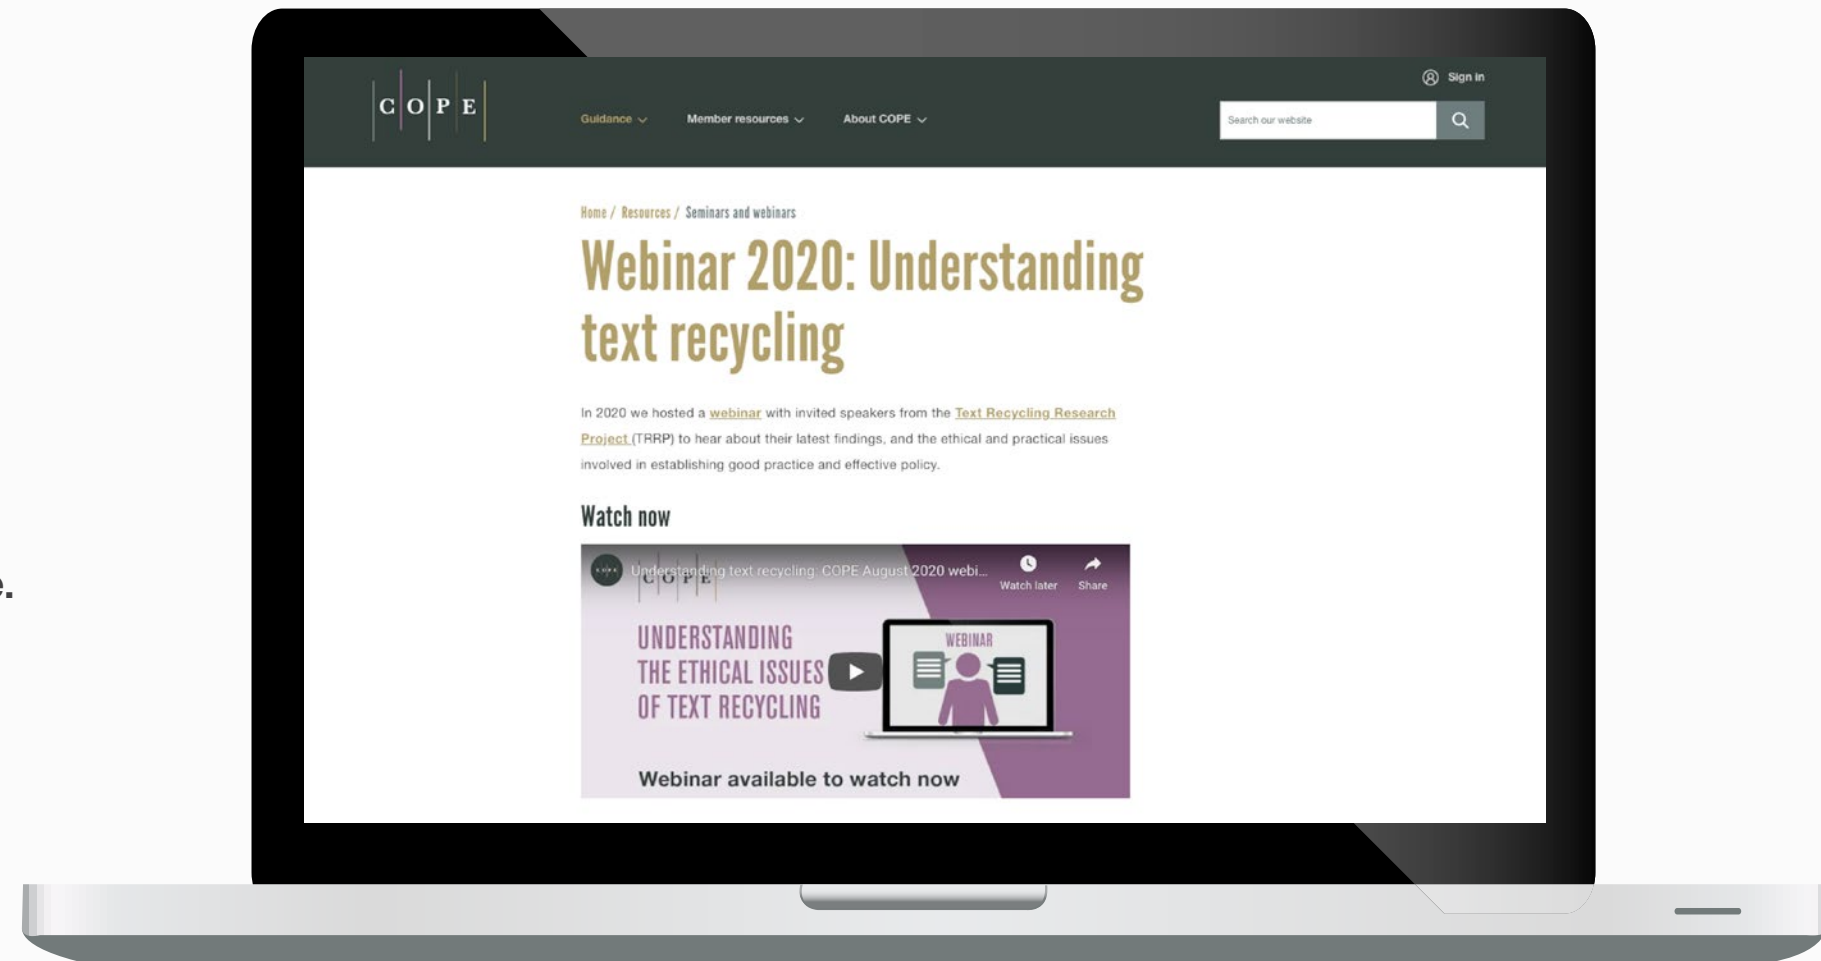 Sign in
COPE
Guidance
Member resources
About COPE
Search our website
Home / Resources / Seminars and webinars
Webinar 2020: Understanding
text recycling
In 2020 we hosted a webinar with invited speakers from the Text Recycling Research
Project (TRRP) to hear about their latest findings, and the ethical and practical issues
involved in establishing good practice and effective policy.
Watch now
Understanding text recycling: COPE August 2020 webi...
COPE
Watch later
Share
UNDERSTANDING
THE ETHICAL ISSUES
OF TEXT RECYCLING
WEBINAR
Webinar available to watch now
e.